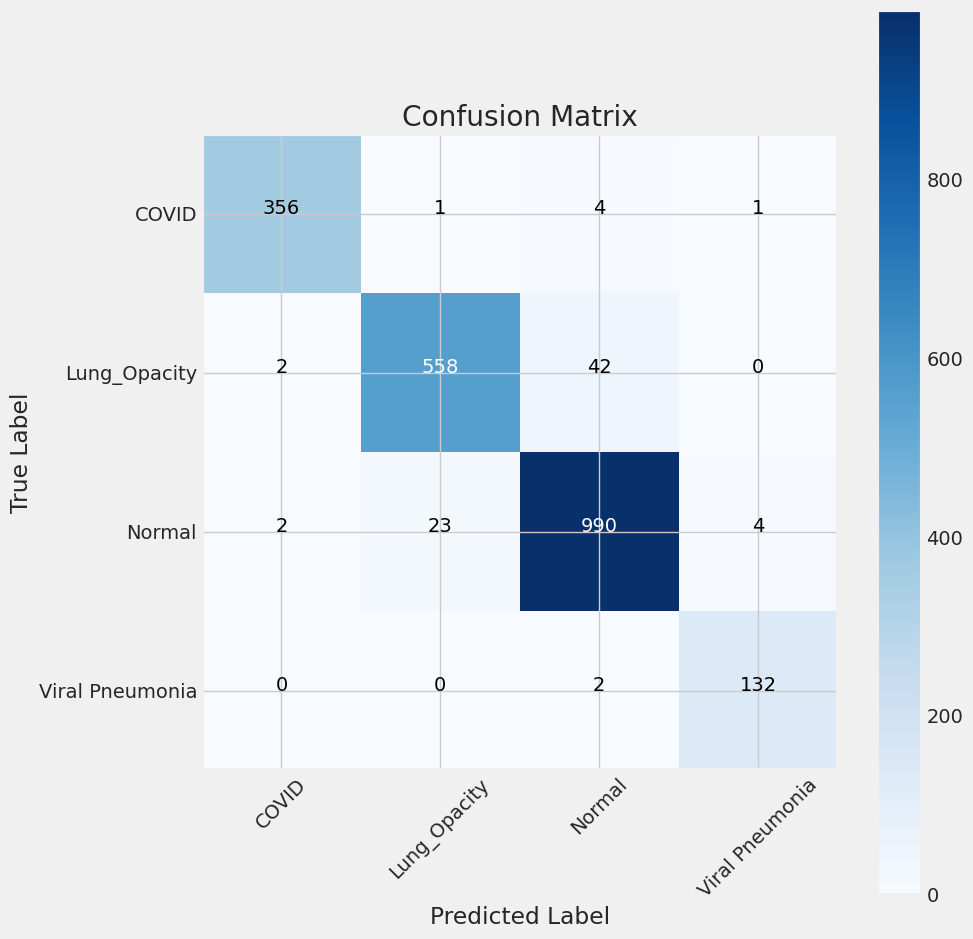 Confusion Matrix
COVID 356 1 4 1
Lung_Opacity 2 558 42 0
Normal 2 23 990 4
Viral Pneumonia 0 0 2 132
COVID Lung_Opacity Normal Viral Pneumonia
Predicted Label
True Label
800
600
400
200
0